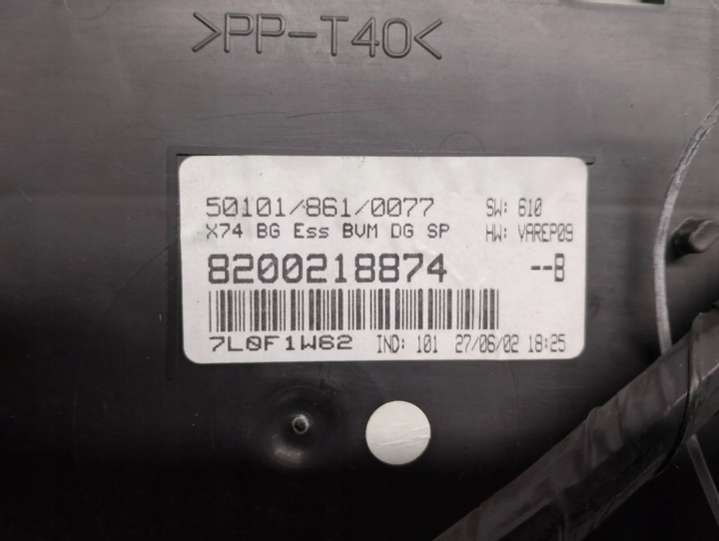 >PP-T40<
50101/861/0077 SW: 610
X74 BG Ess BVM DG SP HW: VAREP09
8200218874 --B
7L0F1W62 IND: 101 27/06/02 18:25